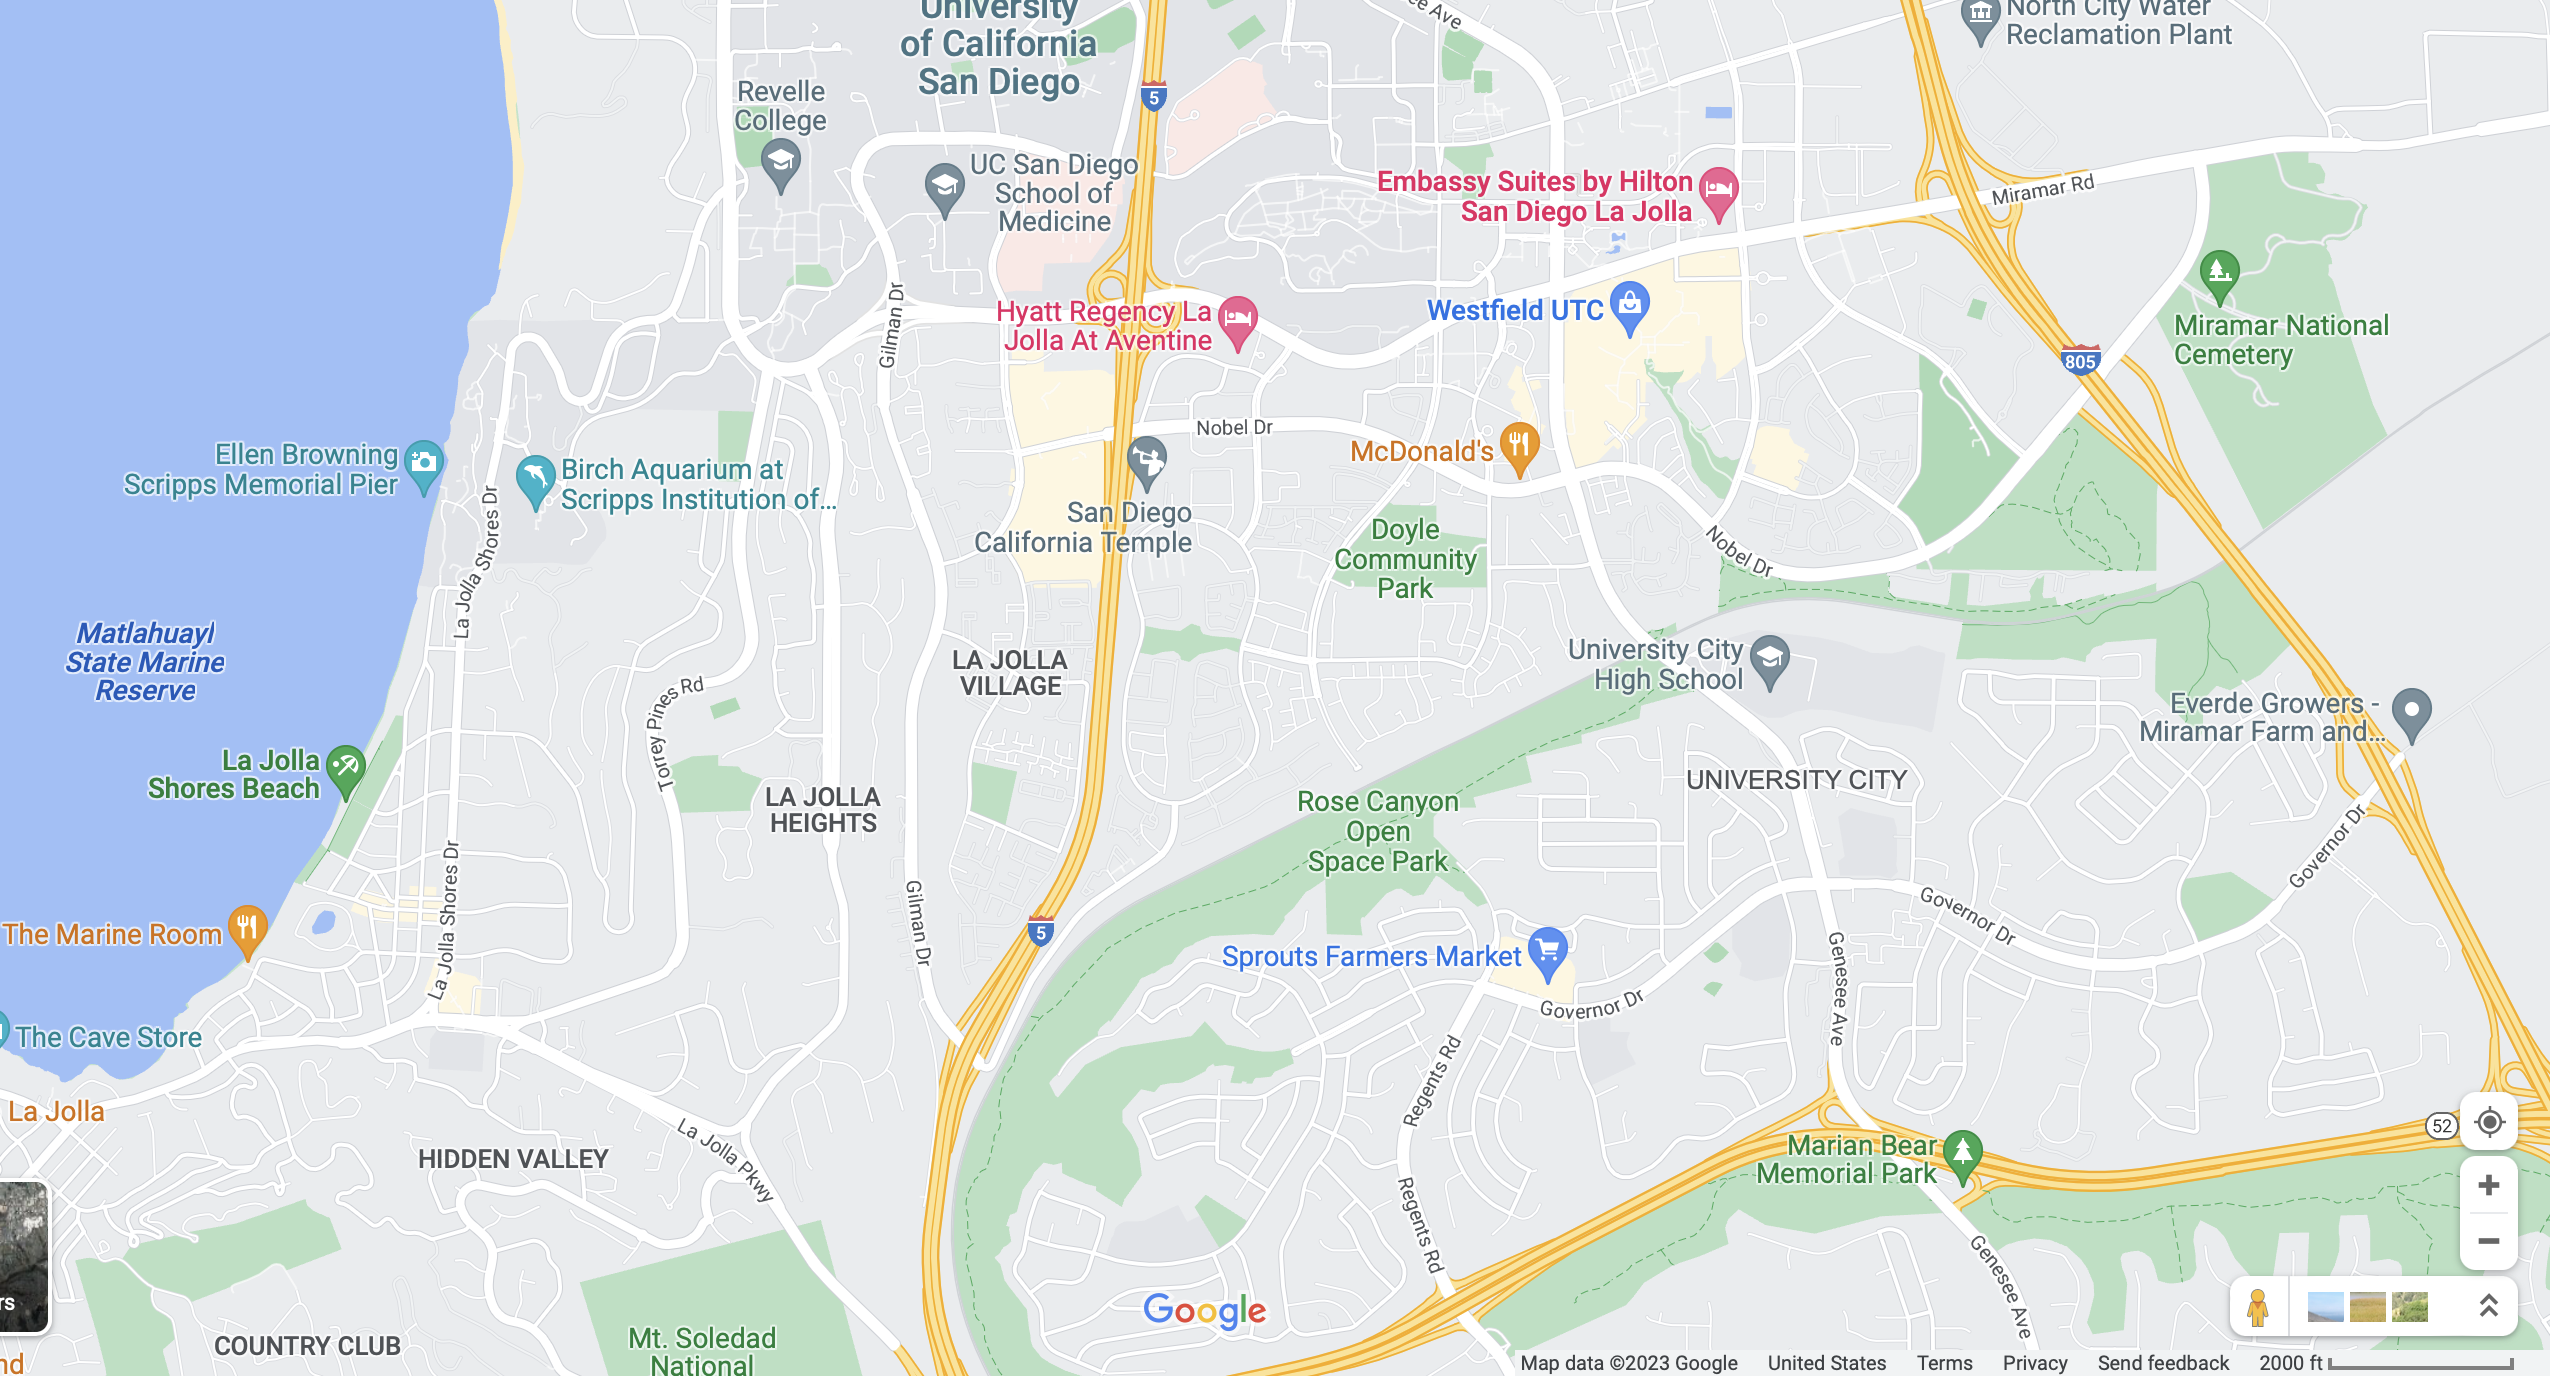 University
of California
San Diego
ce Ave
North City Water
Reclamation Plant
Revelle
College
5
UC San Diego
School of
Medicine
Embassy Suites by Hilton
San Diego La Jolla
Miramar Rd
Gilman Dr
Hyatt Regency La
Jolla At Aventine
Westfield UTC
Miramar National
Cemetery
805
Nobel Dr
McDonald's
Ellen Browning
Scripps Memorial Pier
Birch Aquarium at
Scripps Institution of...
San Diego
California Temple
Doyle
Community
Park
Nobel Dr
La Jolla Shores Dr
Matlahuayl
State Marine
Reserve
LA JOLLA
VILLAGE
University City
High School
Torrey Pines Rd
Everde Growers -
Miramar Farm and...
La Jolla
Shores Beach
LA JOLLA
HEIGHTS
UNIVERSITY CITY
Rose Canyon
Open
Space Park
Governor Dr
La Jolla Shores Dr
The Marine Room
Gilman Dr
5
Sprouts Farmers Market
Governor Dr
Governor Dr
Genesee Ave
The Cave Store
Regents Rd
La Jolla
La Jolla Pkwy
HIDDEN VALLEY
Marian Bear
Memorial Park
52
Regents Rd
Genesee Ave
rs
Google
COUNTRY CLUB
Mt. Soledad
National
nd
Map data ©2023 Google
United States
Terms
Privacy
Send feedback
2000 ft